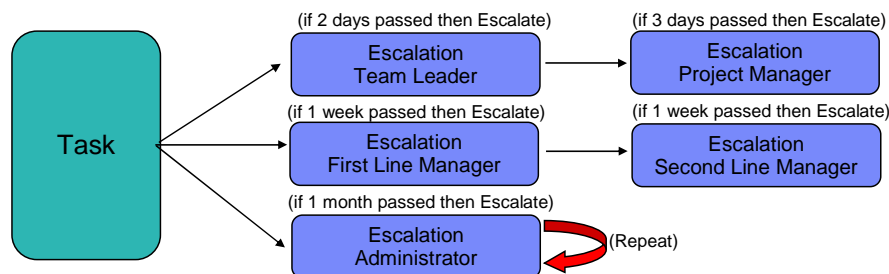 (if 2 days passed then Escalate)
(if 3 days passed then Escalate)
Escalation
Team Leader
Escalation
Project Manager
Task
(if 1 week passed then Escalate)
(if 1 week passed then Escalate)
Escalation
First Line Manager
Escalation
Second Line Manager
(if 1 month passed then Escalate)
Escalation
Administrator
(Repeat)